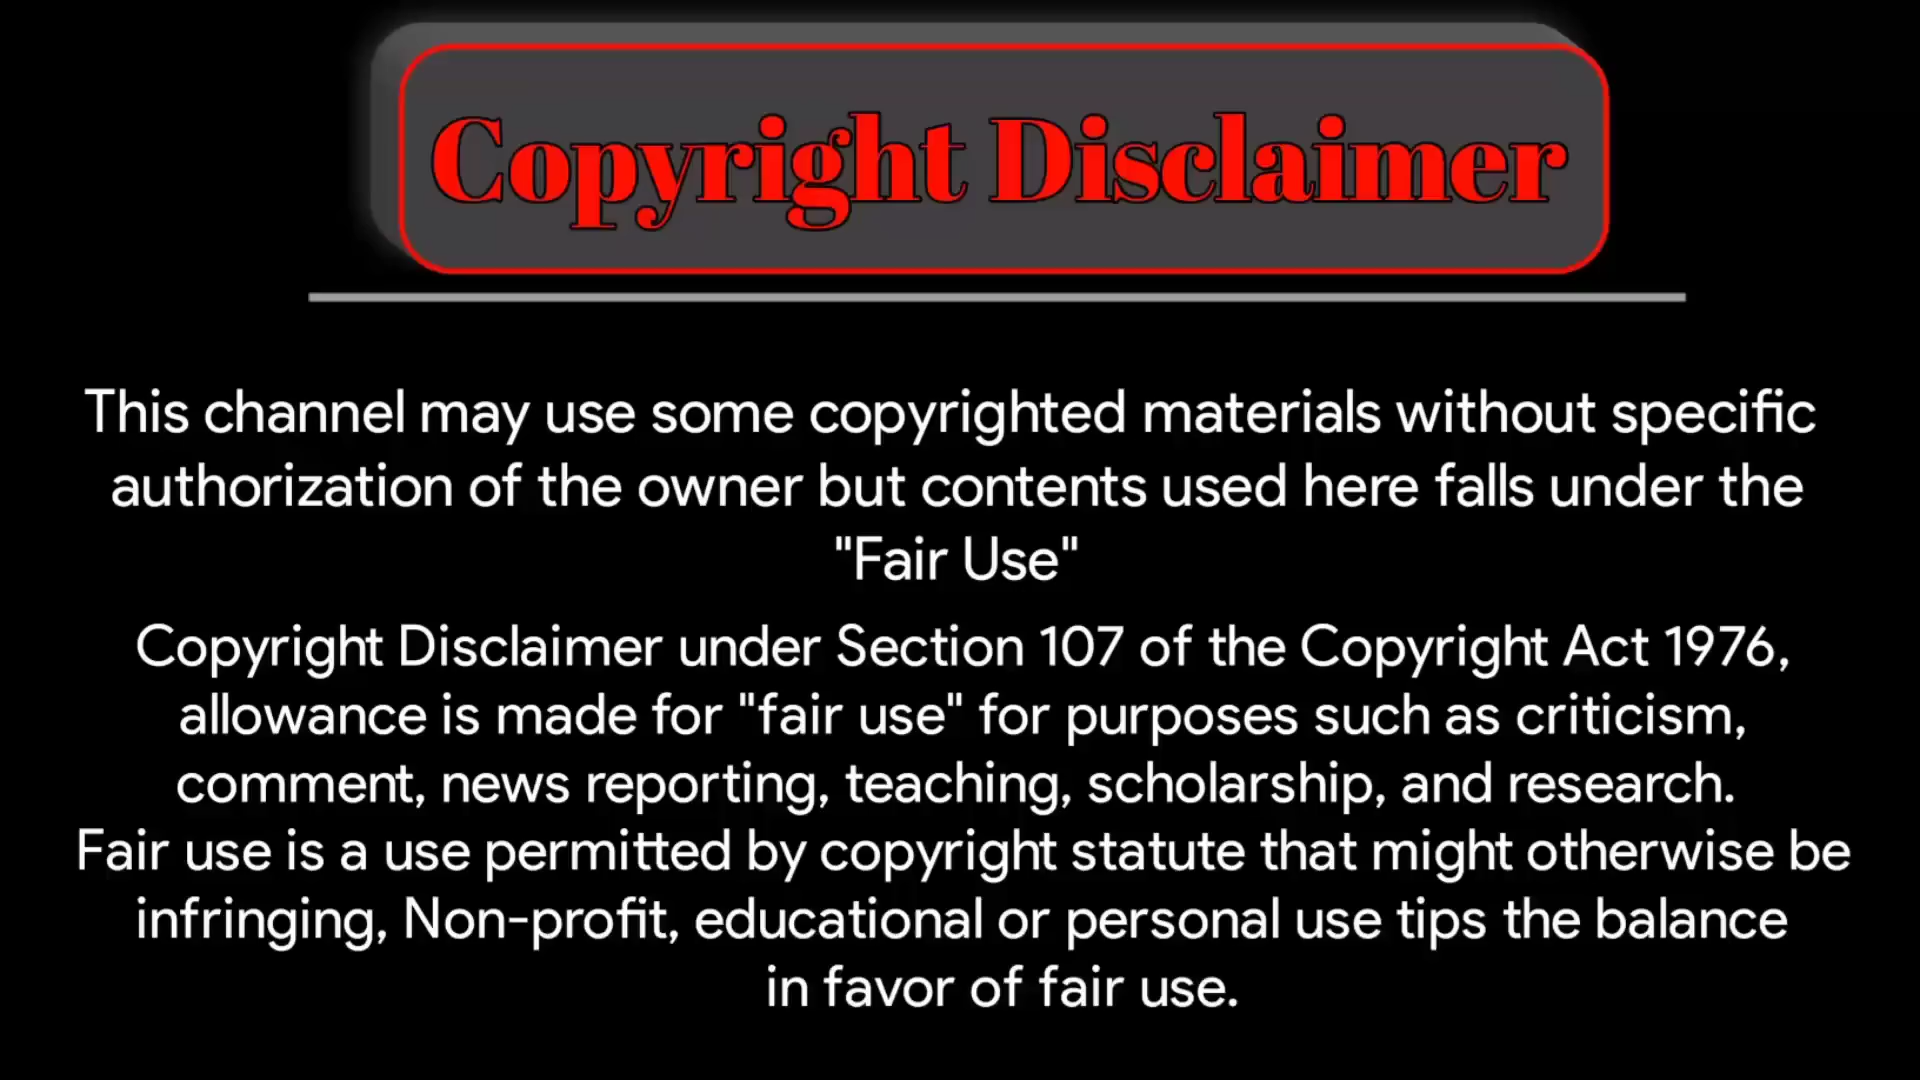 Copyright Disclaimer
This channel may use some copyrighted materials without specific
authorization of the owner but contents used here falls under the
"Fair Use"
Copyright Disclaimer under Section 107 of the Copyright Act 1976,
allowance is made for "fair use" for purposes such as criticism,
comment, news reporting, teaching, scholarship, and research.
Fair use is a use permitted by copyright statute that might otherwise be
infringing, Non-profit, educational or personal use tips the balance
in favor of fair use.